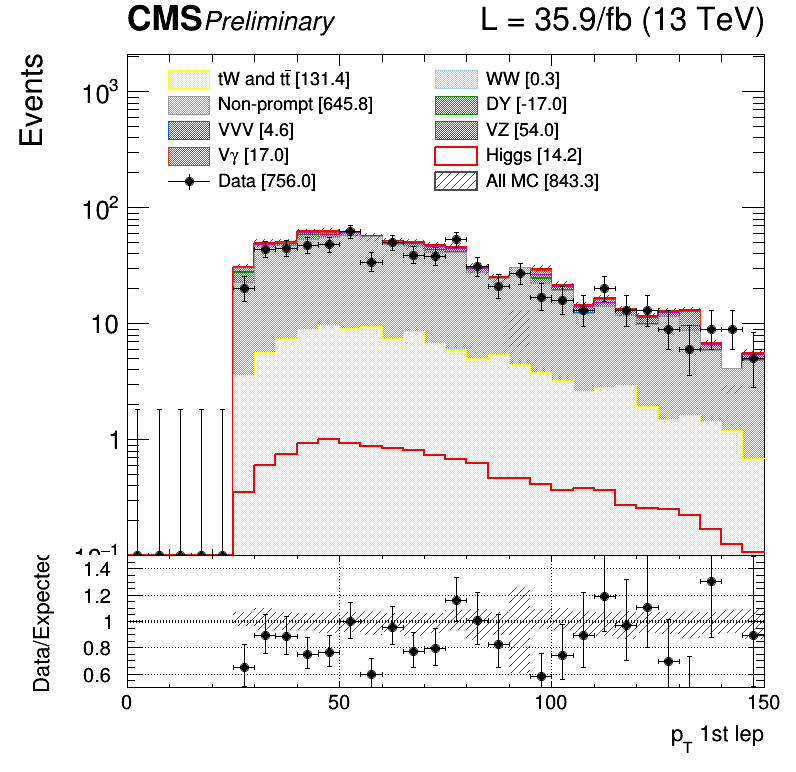 CMS Preliminary L = 35.9/fb (13 TeV)
Events
tW and tt̄ [131.4] WW [0.3]
Non-prompt [645.8] DY [-17.0]
VVV [4.6] VZ [54.0]
Vγ [17.0] Higgs [14.2]
Data [756.0] All MC [843.3]
10³
10²
10
1
10⁻¹
Data/Expected
1.4
1.2
1
0.8
0.6
0 50 100 150
p_T 1st lep